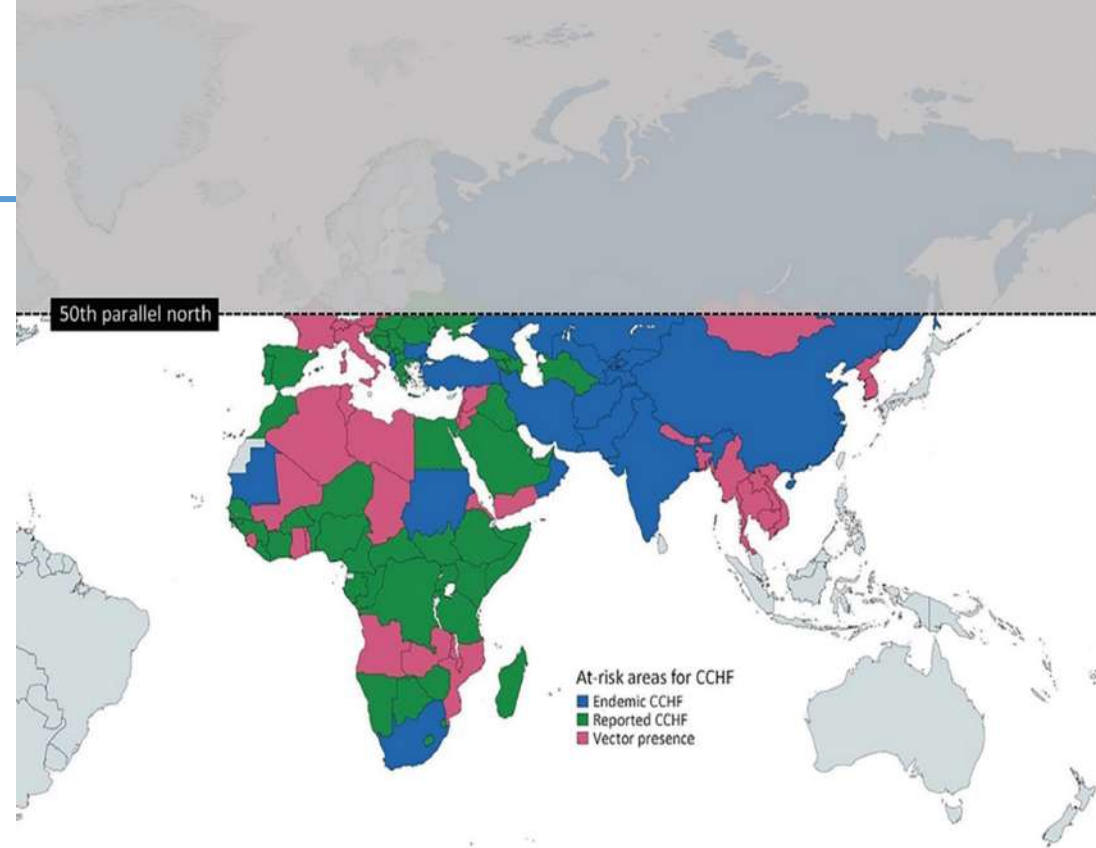 50th parallel north
At-risk areas for CCHF
Endemic CCHF
Reported CCHF
Vector presence